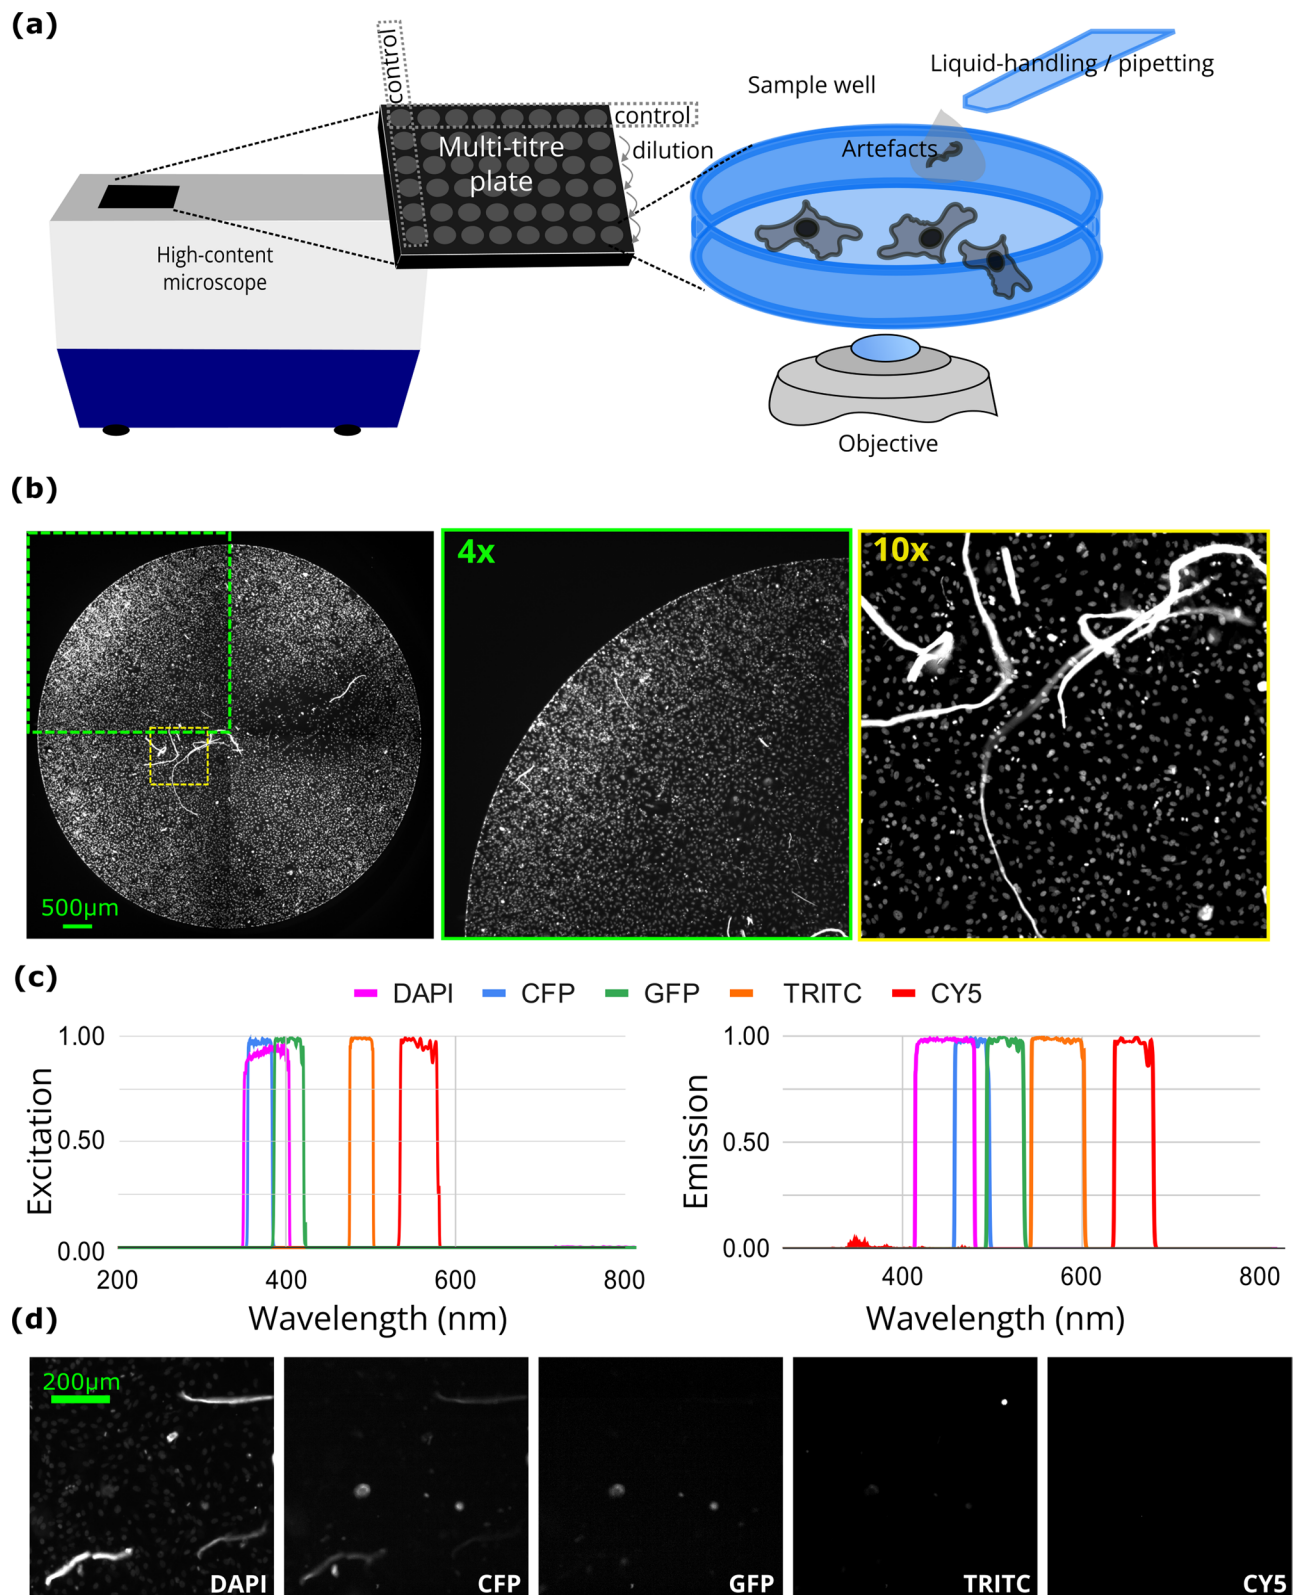 (a)
control
control
Multi-titre
plate
dilution
High-content
microscope
Sample well
Liquid-handling / pipetting
Artefacts
Objective
(b)
4x
10x
500µm
(c)
DAPI
CFP
GFP
TRITC
CY5
1.00
0.50
0.00
Excitation
200
400
600
800
Wavelength (nm)
1.00
0.50
0.00
Emission
400
600
800
Wavelength (nm)
(d)
200µm
DAPI
CFP
GFP
TRITC
CY5